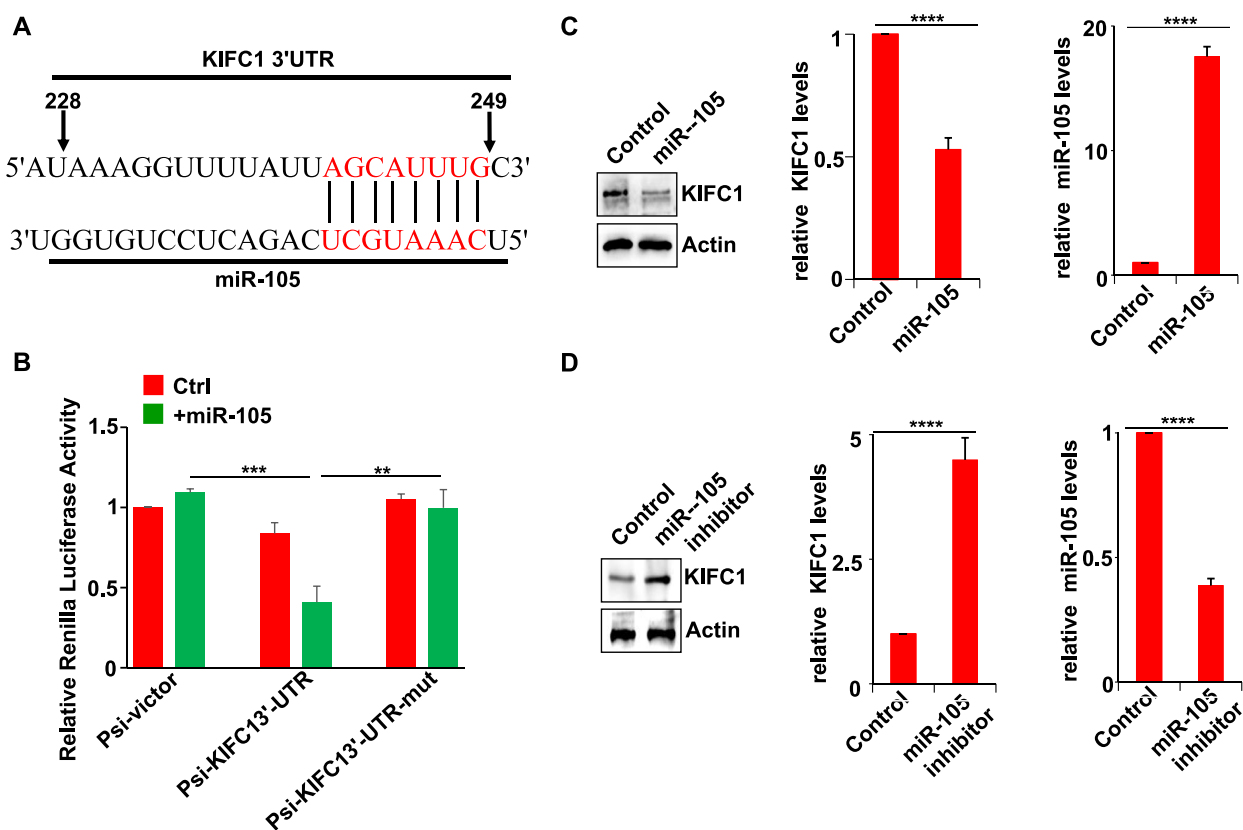 A
KIFC1 3'UTR
228
249
5'AUAAAGGUUUUAUUAGCAUUUGC3'
3'UGGUGUCCUCAGACUCGUAAACU5'
miR-105
B
Ctrl
+miR-105
Relative Renilla Luciferase Activity
1.5
1
0.5
0
***
**
Psi-victor
Psi-KIFC13'-UTR
Psi-KIFC13'-UTR-mut
C
Control
miR--105
KIFC1
Actin
relative KIFC1 levels
1
0.5
0
****
Control
miR-105
relative miR-105 levels
20
10
0
****
Control
miR-105
D
Control
miR--105
inhibitor
KIFC1
Actin
relative KIFC1 levels
5
2.5
0
****
Control
miR-105
inhibitor
relative miR-105 levels
1
0.5
0
****
Control
miR-105
inhibitor